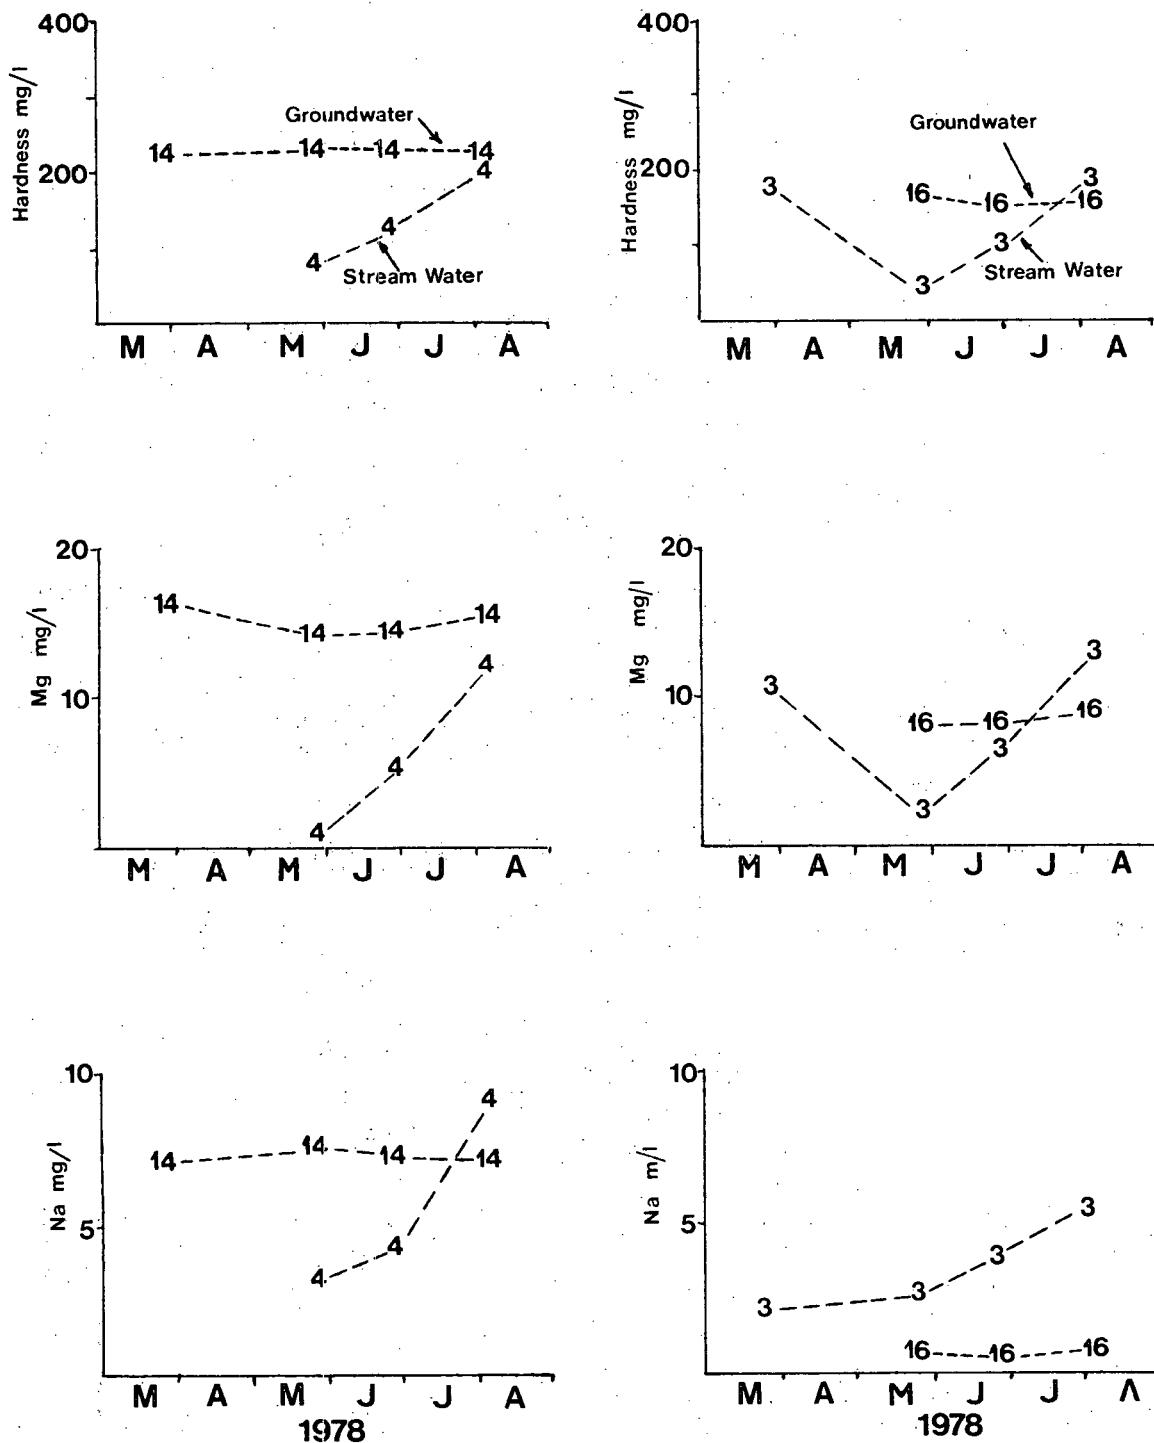 400
Hardness mg/l
Groundwater
14 14 14 14
200
4
4
4
Stream Water
M A M J J A
400
Hardness mg/l
Groundwater
200
3 16 16 3
16
3
3
Stream Water
M A M J J A
20
Mg mg/l
14 14 14 14
4
10
4
4
M A M J J A
20
Mg mg/l
3
3
10
16 16 16
3
3
M A M J J A
10
Na mg/l
4
14 14 14 14
5
4
4
M A M J J A
1978
10
Na m/l
5
3
3
3
3
16 16 16
M A M J J Λ
1978